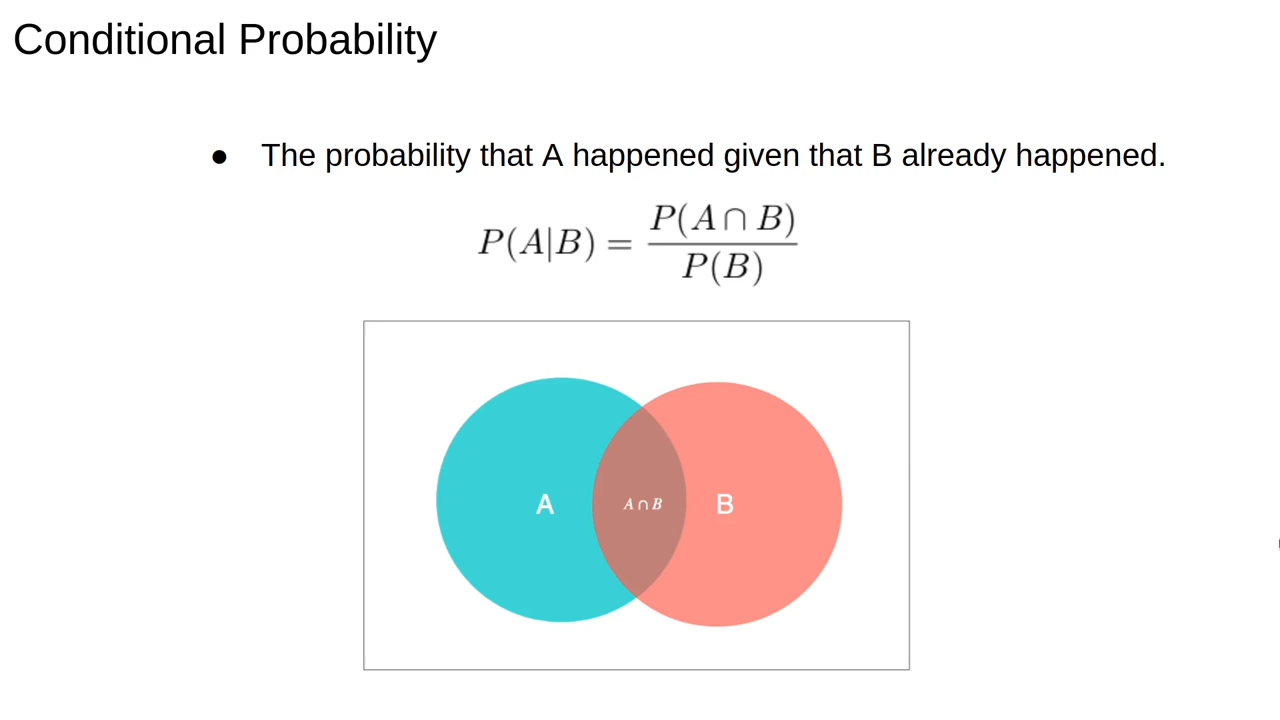 Conditional Probability
● The probability that A happened given that B already happened.
P(A|B) = P(A ∩ B) / P(B)
A
A ∩ B
B